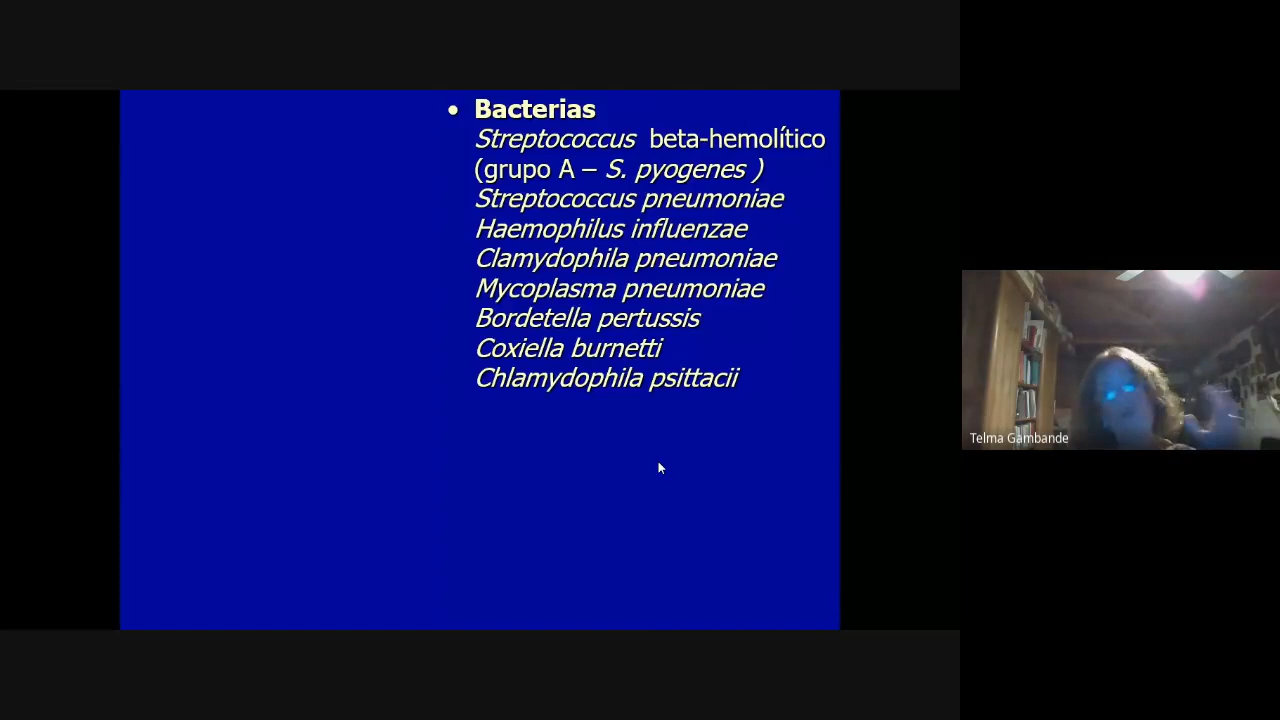 • Bacterias
Streptococcus beta-hemolítico
(grupo A – S. pyogenes )
Streptococcus pneumoniae
Haemophilus influenzae
Clamydophila pneumoniae
Mycoplasma pneumoniae
Bordetella pertussis
Coxiella burnetti
Chlamydophila psittacii
Telma Gambande